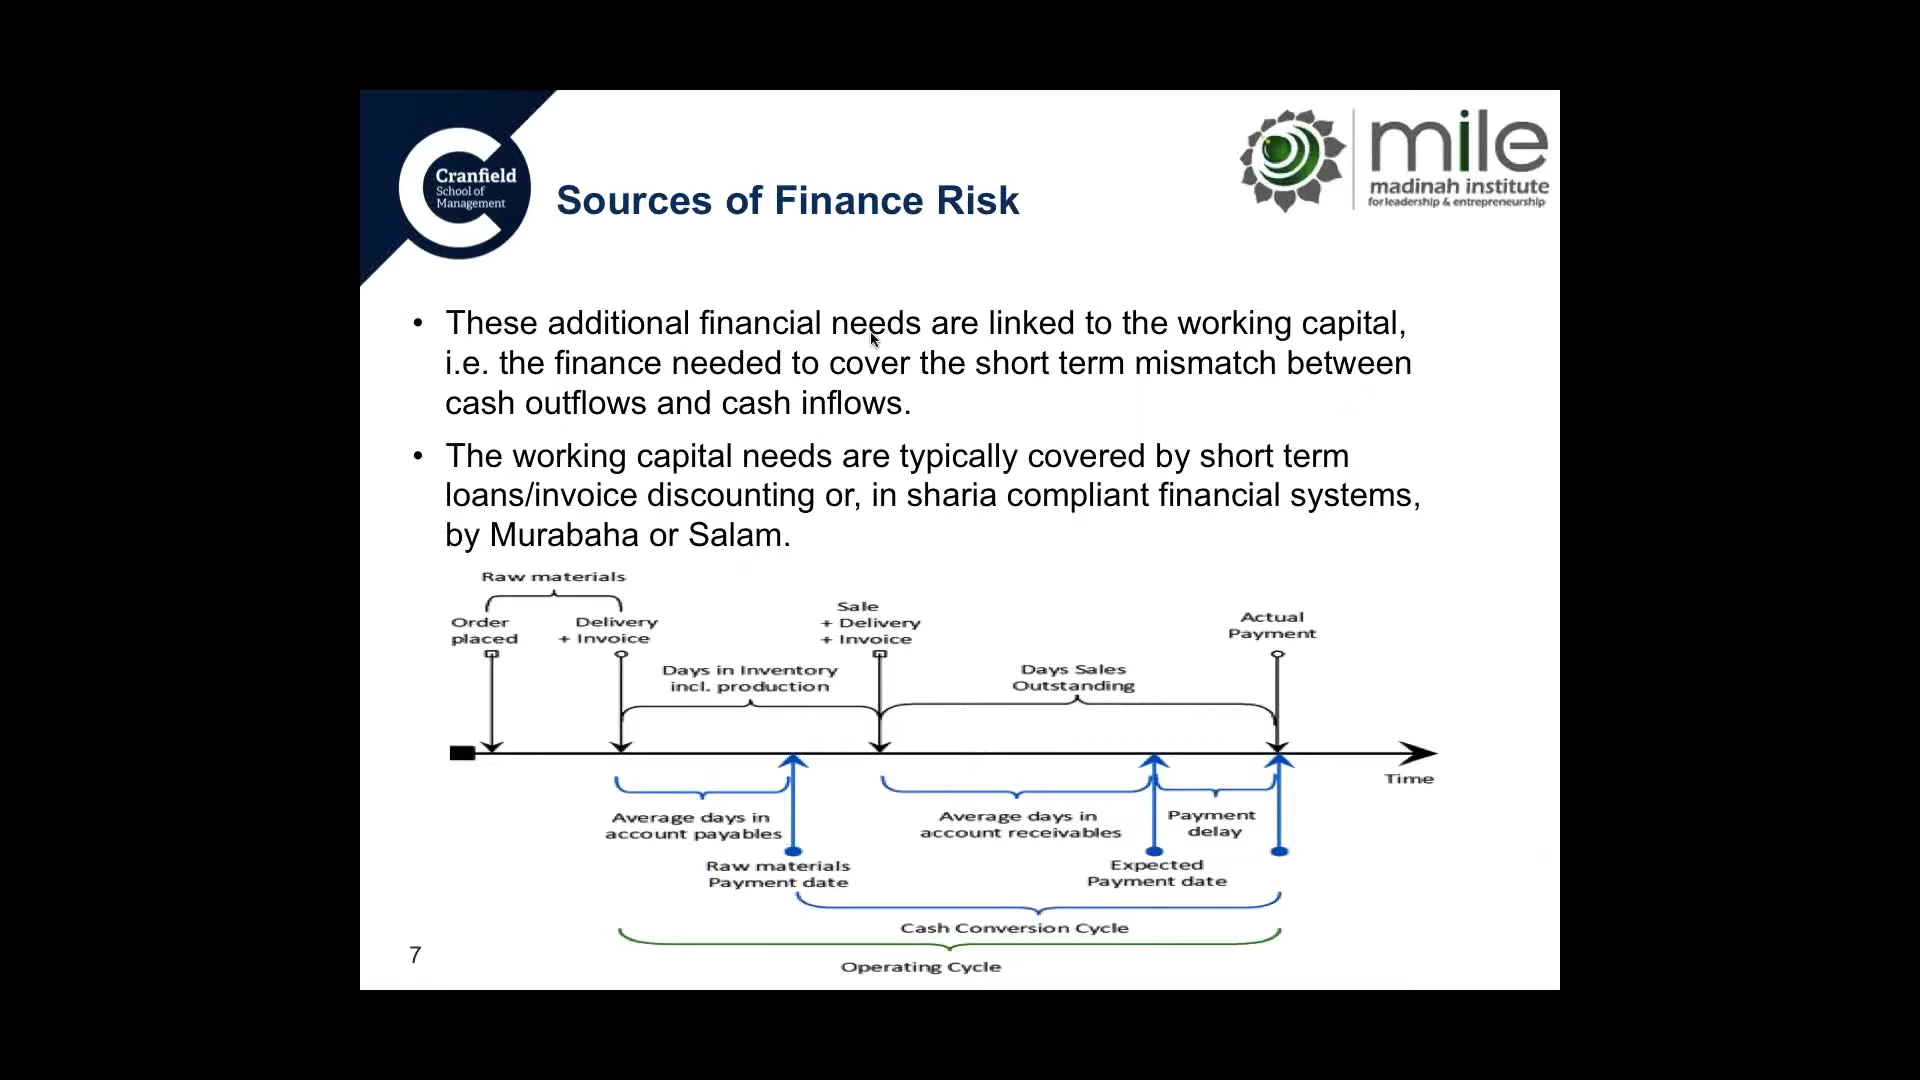 Cranfield
School of
Management
mile
madinah institute
for leadership & entrepreneurship
Sources of Finance Risk
• These additional financial needs are linked to the working capital,
i.e. the finance needed to cover the short term mismatch between
cash outflows and cash inflows.
• The working capital needs are typically covered by short term
loans/invoice discounting or, in sharia compliant financial systems,
by Murabaha or Salam.
Raw materials
Order
placed
Delivery
+ Invoice
Sale
+ Delivery
+ Invoice
Actual
Payment
Days in Inventory
incl. production
Days Sales
Outstanding
Time
Average days in
account payables
Average days in
account receivables
Payment
delay
Raw materials
Payment date
Expected
Payment date
Cash Conversion Cycle
Operating Cycle
7